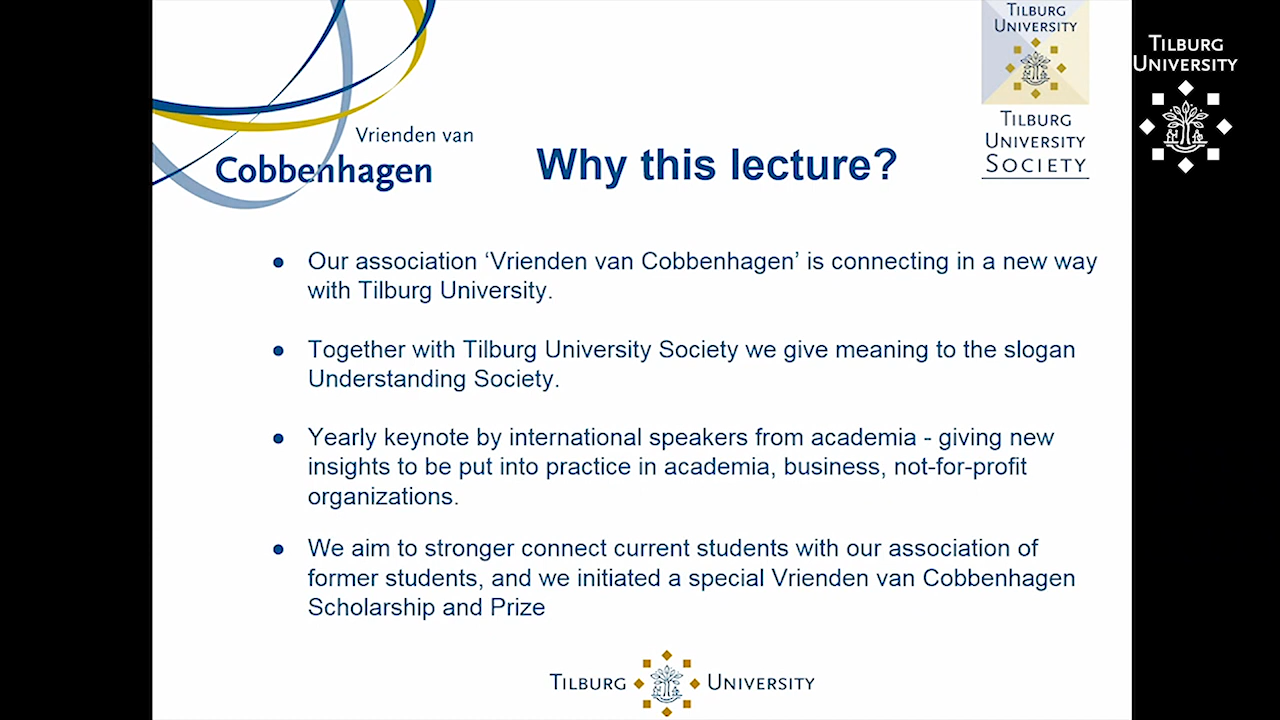 TILBURG
UNIVERSITY
TILBURG
UNIVERSITY
SOCIETY
TILBURG
UNIVERSITY
Vrienden van
Cobbenhagen
Why this lecture?
● Our association ‘Vrienden van Cobbenhagen’ is connecting in a new way
with Tilburg University.
● Together with Tilburg University Society we give meaning to the slogan
Understanding Society.
● Yearly keynote by international speakers from academia - giving new
insights to be put into practice in academia, business, not-for-profit
organizations.
● We aim to stronger connect current students with our association of
former students, and we initiated a special Vrienden van Cobbenhagen
Scholarship and Prize
TILBURG UNIVERSITY